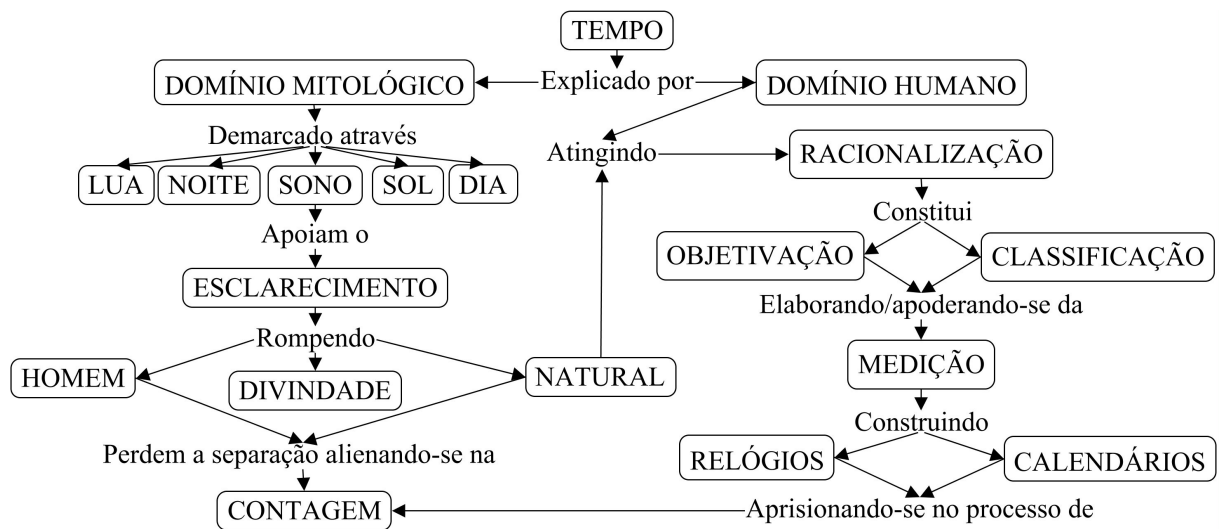 TEMPO
DOMÍNIO MITOLÓGICO
Explicado por
DOMÍNIO HUMANO
Demarcado através
Atingindo
RACIONALIZAÇÃO
LUA
NOITE
SONO
SOL
DIA
Constitui
Apoiam o
OBJETIVAÇÃO
CLASSIFICAÇÃO
ESCLARECIMENTO
Elaborando/apoderando-se da
Rompendo
HOMEM
DIVINDADE
NATURAL
MEDIÇÃO
Construindo
Perdem a separação alienando-se na
RELÓGIOS
CALENDÁRIOS
CONTAGEM
Aprisionando-se no processo de